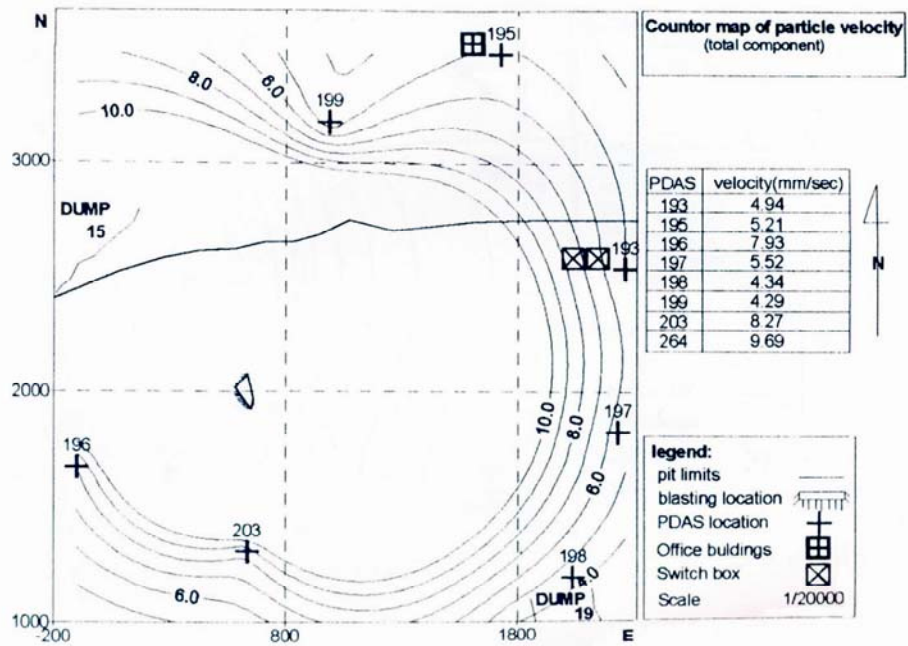 N
195
8.0
6.0
10.0
199
3000
DUMP
15
193
2000
10.0
8.0
197
6.0
196
203
198
4.0
6.0
DUMP
19
1000
-200
800
1800
E
Countor map of particle velocity
(total component)
PDAS velocity(mm/sec)
193 4.94
195 5.21
196 7.93
197 5.52
198 4.34
199 4.29
203 8 27
264 9 69
N
legend:
pit limits
blasting location
PDAS location
Office buldings
Switch box
Scale 1/20000